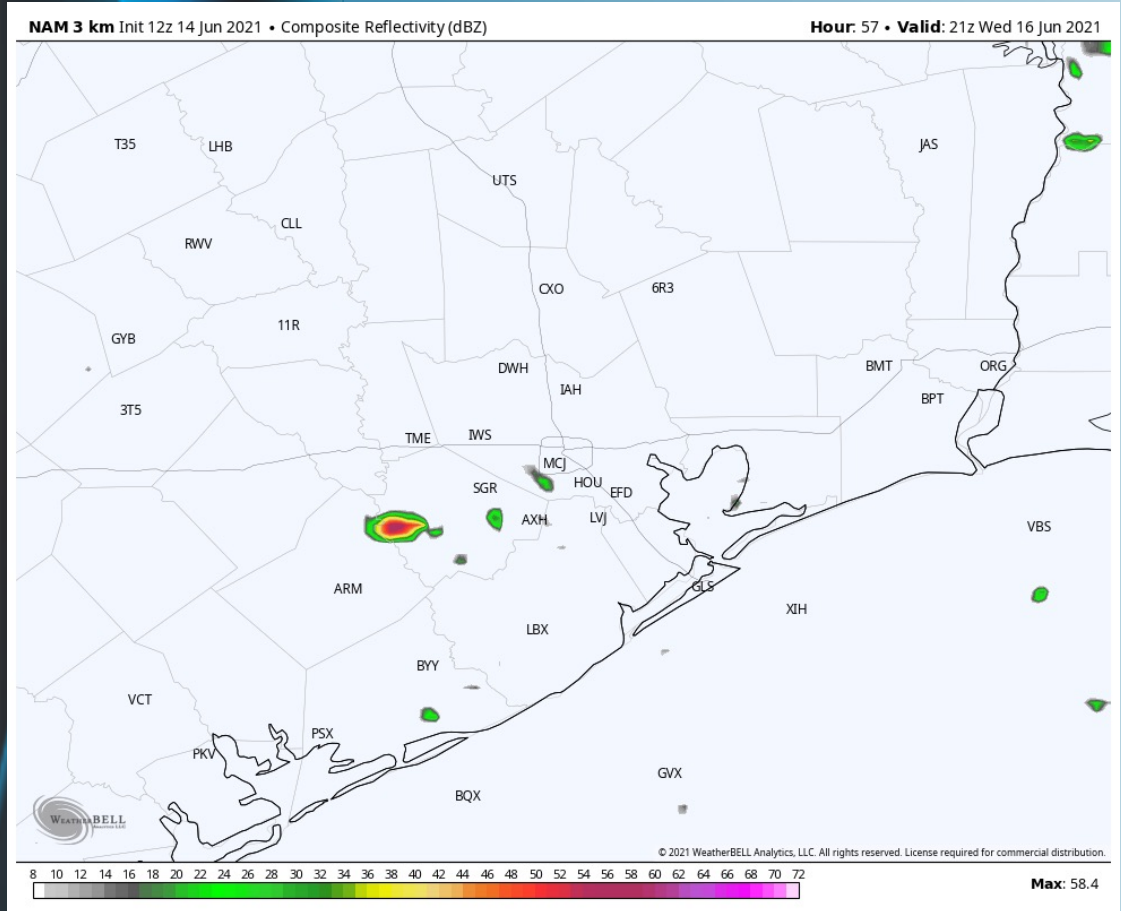 NAM 3 km Init 12z 14 Jun 2021 • Composite Reflectivity (dBZ) Hour: 57 • Valid: 21z Wed 16 Jun 2021
T35 LHB JAS
UTS
CLL
RWV
CXO 6R3
11R
GYB
DWH BMT ORG
IAH
BPT
3T5
TME IWS
MCJ
SGR HOU
EFD
AXH LVJ
VBS
ARM GLS
XIH
LBX
BYY
VCT
PSX
PKV
GVX
BQX
WEATHERBELL
Analytics LLC
© 2021 WeatherBELL Analytics, LLC. All rights reserved. License required for commercial distribution.
8 10 12 14 16 18 20 22 24 26 28 30 32 34 36 38 40 42 44 46 48 50 52 54 56 58 60 62 64 66 68 70 72
Max: 58.4